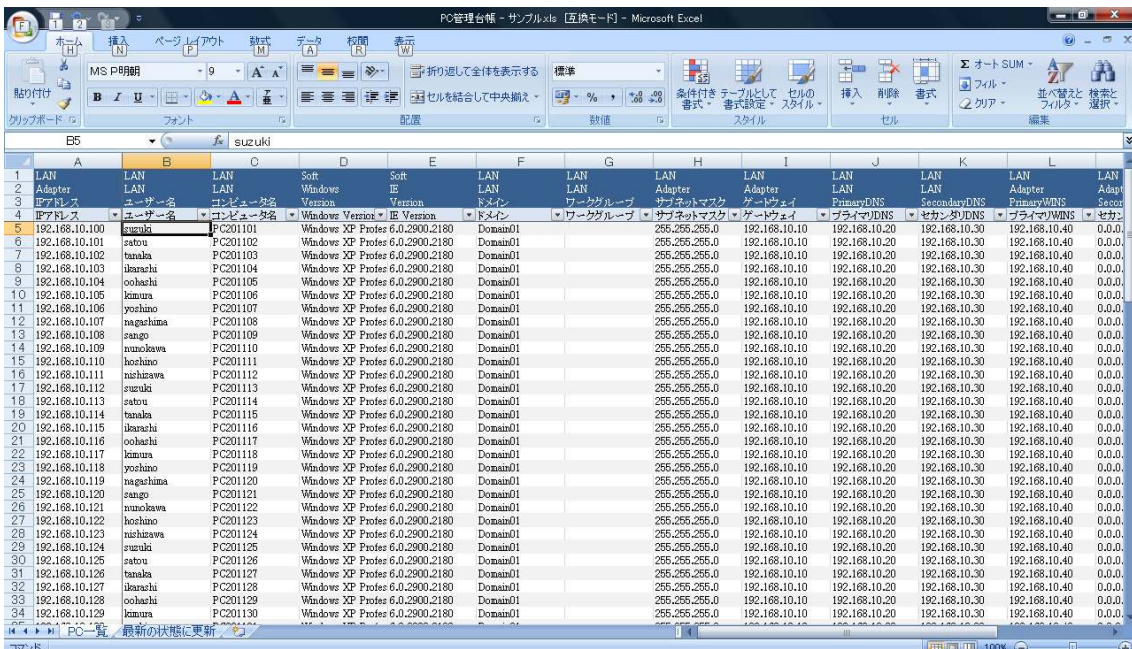 PC管理台帳 - サンプル.xls [互換モード] - Microsoft Excel
1 2 3
F
ホーム 挿入 ページ レイアウト 数式 データ 校閲 表示
H N P M A R W
MS P明朝 9 折り返して全体を表示する 標準 Σ オート SUM
貼り付け B I U A セルを結合して中央揃え % , 条件付き書式 テーブルとして書式設定 セルのスタイル 挿入 削除 書式 フィル クリア 並べ替えとフィルタ 検索と選択
クリップボード フォント 配置 数値 スタイル セル 編集
B5 fx suzuki
A B C D E F G H I J K L
1 LAN LAN LAN Soft Soft LAN LAN LAN LAN LAN LAN LAN LAN
2 Adapter LAN LAN Windows IE LAN LAN Adapter Adapter LAN LAN Adapter Adapt
3 IPアドレス ユーザー名 コンピュータ名 Version Version ドメイン ワークグループ サブネットマスク ゲートウェイ PrimaryDNS SecondaryDNS PrimaryWINS Secor
4 IPアドレス ユーザー名 コンピュータ名 Windows Version IE Version ドメイン ワークグループ サブネットマスク ゲートウェイ プライマリDNS セカンダリDNS プライマリWINS セカン
5 192.168.10.100 suzuki PC201101 Windows XP Profes 6.0.2900.2180 Domain01 255.255.255.0 192.168.10.10 192.168.10.20 192.168.10.30 192.168.10.40 0.0.0.
6 192.168.10.101 satou PC201102 Windows XP Profes 6.0.2900.2180 Domain01 255.255.255.0 192.168.10.10 192.168.10.20 192.168.10.30 192.168.10.40 0.0.0.
7 192.168.10.102 tanaka PC201103 Windows XP Profes 6.0.2900.2180 Domain01 255.255.255.0 192.168.10.10 192.168.10.20 192.168.10.30 192.168.10.40 0.0.0.
8 192.168.10.103 ikarashi PC201104 Windows XP Profes 6.0.2900.2180 Domain01 255.255.255.0 192.168.10.10 192.168.10.20 192.168.10.30 192.168.10.40 0.0.0.
9 192.168.10.104 oohashi PC201105 Windows XP Profes 6.0.2900.2180 Domain01 255.255.255.0 192.168.10.10 192.168.10.20 192.168.10.30 192.168.10.40 0.0.0.
10 192.168.10.105 kimura PC201106 Windows XP Profes 6.0.2900.2180 Domain01 255.255.255.0 192.168.10.10 192.168.10.20 192.168.10.30 192.168.10.40 0.0.0.
11 192.168.10.106 yoshino PC201107 Windows XP Profes 6.0.2900.2180 Domain01 255.255.255.0 192.168.10.10 192.168.10.20 192.168.10.30 192.168.10.40 0.0.0.
12 192.168.10.107 nagashima PC201108 Windows XP Profes 6.0.2900.2180 Domain01 255.255.255.0 192.168.10.10 192.168.10.20 192.168.10.30 192.168.10.40 0.0.0.
13 192.168.10.108 sango PC201109 Windows XP Profes 6.0.2900.2180 Domain01 255.255.255.0 192.168.10.10 192.168.10.20 192.168.10.30 192.168.10.40 0.0.0.
14 192.168.10.109 nunokawa PC201110 Windows XP Profes 6.0.2900.2180 Domain01 255.255.255.0 192.168.10.10 192.168.10.20 192.168.10.30 192.168.10.40 0.0.0.
15 192.168.10.110 hoshino PC201111 Windows XP Profes 6.0.2900.2180 Domain01 255.255.255.0 192.168.10.10 192.168.10.20 192.168.10.30 192.168.10.40 0.0.0.
16 192.168.10.111 nishizawa PC201112 Windows XP Profes 6.0.2900.2180 Domain01 255.255.255.0 192.168.10.10 192.168.10.20 192.168.10.30 192.168.10.40 0.0.0.
17 192.168.10.112 suzuki PC201113 Windows XP Profes 6.0.2900.2180 Domain01 255.255.255.0 192.168.10.10 192.168.10.20 192.168.10.30 192.168.10.40 0.0.0.
18 192.168.10.113 satou PC201114 Windows XP Profes 6.0.2900.2180 Domain01 255.255.255.0 192.168.10.10 192.168.10.20 192.168.10.30 192.168.10.40 0.0.0.
19 192.168.10.114 tanaka PC201115 Windows XP Profes 6.0.2900.2180 Domain01 255.255.255.0 192.168.10.10 192.168.10.20 192.168.10.30 192.168.10.40 0.0.0.
20 192.168.10.115 ikarashi PC201116 Windows XP Profes 6.0.2900.2180 Domain01 255.255.255.0 192.168.10.10 192.168.10.20 192.168.10.30 192.168.10.40 0.0.0.
21 192.168.10.116 oohashi PC201117 Windows XP Profes 6.0.2900.2180 Domain01 255.255.255.0 192.168.10.10 192.168.10.20 192.168.10.30 192.168.10.40 0.0.0.
22 192.168.10.117 kimura PC201118 Windows XP Profes 6.0.2900.2180 Domain01 255.255.255.0 192.168.10.10 192.168.10.20 192.168.10.30 192.168.10.40 0.0.0.
23 192.168.10.118 yoshino PC201119 Windows XP Profes 6.0.2900.2180 Domain01 255.255.255.0 192.168.10.10 192.168.10.20 192.168.10.30 192.168.10.40 0.0.0.
24 192.168.10.119 nagashima PC201120 Windows XP Profes 6.0.2900.2180 Domain01 255.255.255.0 192.168.10.10 192.168.10.20 192.168.10.30 192.168.10.40 0.0.0.
25 192.168.10.120 sango PC201121 Windows XP Profes 6.0.2900.2180 Domain01 255.255.255.0 192.168.10.10 192.168.10.20 192.168.10.30 192.168.10.40 0.0.0.
26 192.168.10.121 nunokawa PC201122 Windows XP Profes 6.0.2900.2180 Domain01 255.255.255.0 192.168.10.10 192.168.10.20 192.168.10.30 192.168.10.40 0.0.0.
27 192.168.10.122 hoshino PC201123 Windows XP Profes 6.0.2900.2180 Domain01 255.255.255.0 192.168.10.10 192.168.10.20 192.168.10.30 192.168.10.40 0.0.0.
28 192.168.10.123 nishizawa PC201124 Windows XP Profes 6.0.2900.2180 Domain01 255.255.255.0 192.168.10.10 192.168.10.20 192.168.10.30 192.168.10.40 0.0.0.
29 192.168.10.124 suzuki PC201125 Windows XP Profes 6.0.2900.2180 Domain01 255.255.255.0 192.168.10.10 192.168.10.20 192.168.10.30 192.168.10.40 0.0.0.
30 192.168.10.125 satou PC201126 Windows XP Profes 6.0.2900.2180 Domain01 255.255.255.0 192.168.10.10 192.168.10.20 192.168.10.30 192.168.10.40 0.0.0.
31 192.168.10.126 tanaka PC201127 Windows XP Profes 6.0.2900.2180 Domain01 255.255.255.0 192.168.10.10 192.168.10.20 192.168.10.30 192.168.10.40 0.0.0.
32 192.168.10.127 ikarashi PC201128 Windows XP Profes 6.0.2900.2180 Domain01 255.255.255.0 192.168.10.10 192.168.10.20 192.168.10.30 192.168.10.40 0.0.0.
33 192.168.10.128 oohashi PC201129 Windows XP Profes 6.0.2900.2180 Domain01 255.255.255.0 192.168.10.10 192.168.10.20 192.168.10.30 192.168.10.40 0.0.0.
34 192.168.10.129 kimura PC201130 Windows XP Profes 6.0.2900.2180 Domain01 255.255.255.0 192.168.10.10 192.168.10.20 192.168.10.30 192.168.10.40 0.0.0.
PC一覧 最新の状態に更新
コマンド 100%